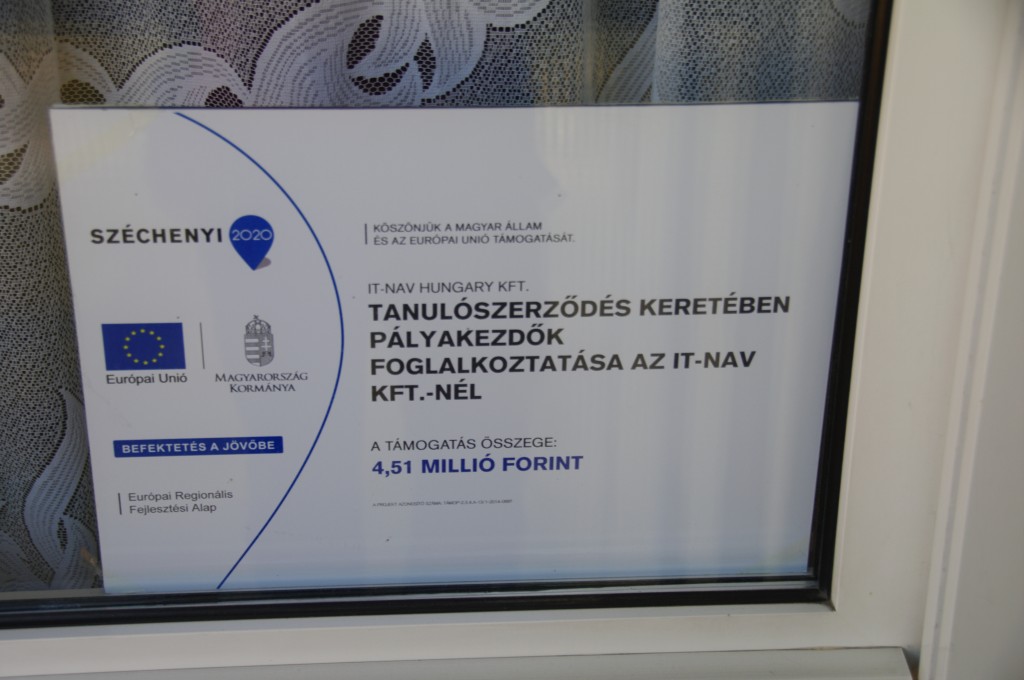 SZÉCHENYI 2020
Európai Unió
MAGYARORSZÁG
KORMÁNYA
BEFEKTETÉS A JÖVŐBE
Európai Regionális
Fejlesztési Alap
KÖSZÖNJÜK A MAGYAR ÁLLAM
ÉS AZ EURÓPAI UNIÓ TÁMOGATÁSÁT.
IT-NAV HUNGARY KFT.
TANULÓSZERZŐDÉS KERETÉBEN
PÁLYAKEZDŐK
FOGLALKOZTATÁSA AZ IT-NAV
KFT.-NÉL
A TÁMOGATÁS ÖSSZEGE:
4,51 MILLIÓ FORINT